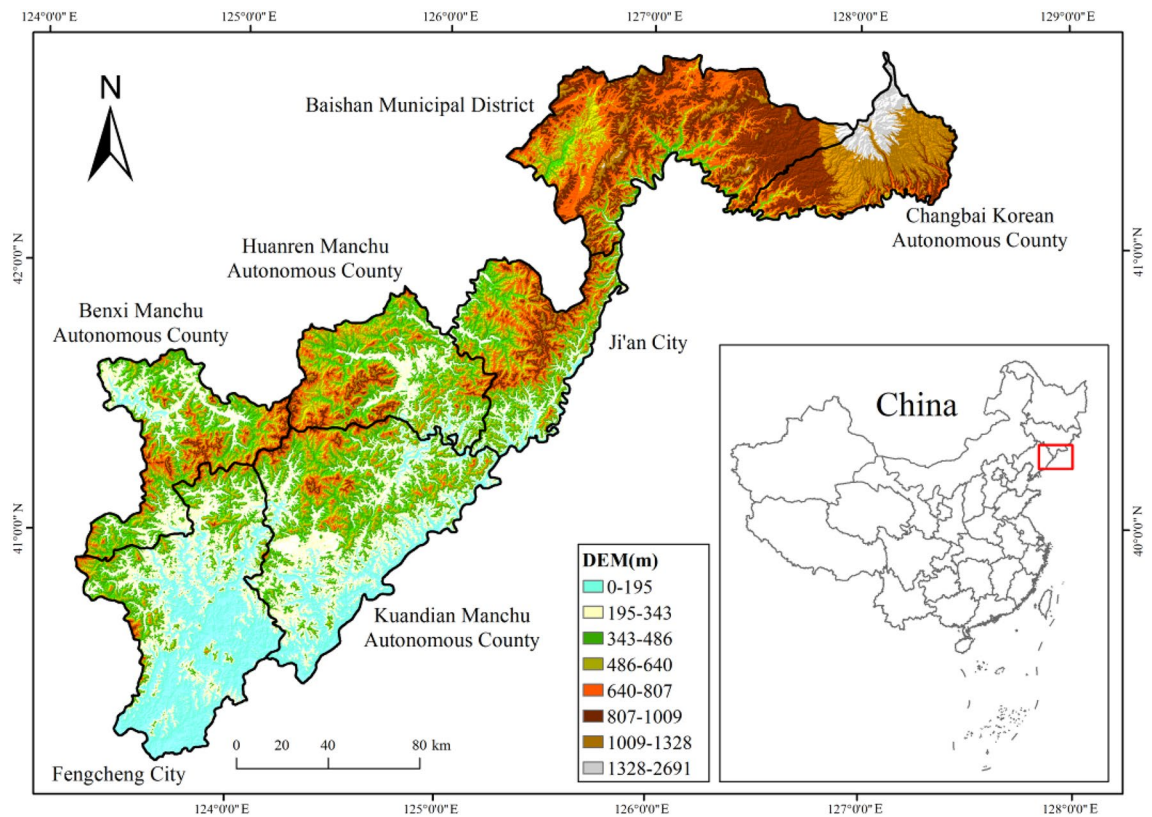 124°0'0"E 125°0'0"E 126°0'0"E 127°0'0"E 128°0'0"E 129°0'0"E
N
Baishan Municipal District
Changbai Korean
Autonomous County
Huanren Manchu
Autonomous County
42°0'0"N
41°0'0"N
Benxi Manchu
Autonomous County
Ji'an City
China
41°0'0"N
40°0'0"N
DEM(m)
0-195
195-343
343-486
486-640
640-807
807-1009
1009-1328
1328-2691
Kuandian Manchu
Autonomous County
0 20 40 80 km
Fengcheng City
124°0'0"E 125°0'0"E 126°0'0"E 127°0'0"E 128°0'0"E